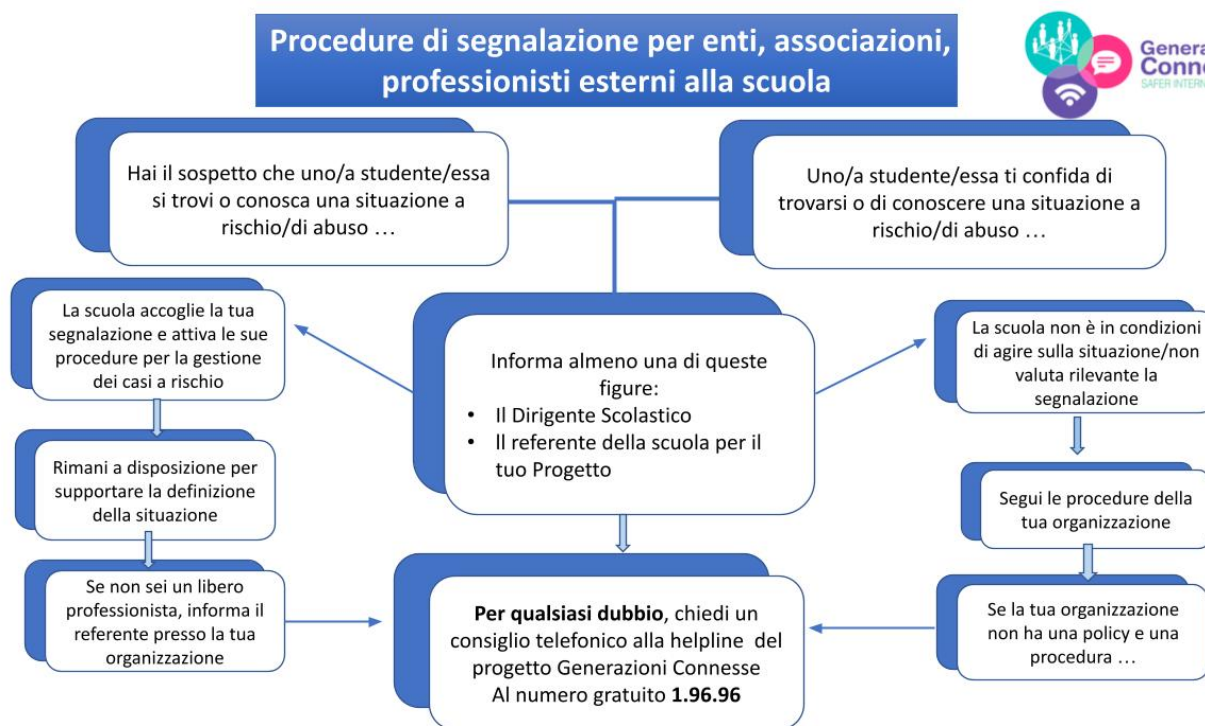 Procedure di segnalazione per enti, associazioni,
professionisti esterni alla scuola
Genera
Conne
SAFER INTERN
Hai il sospetto che uno/a studente/essa
si trovi o conosca una situazione a
rischio/di abuso …
Uno/a studente/essa ti confida di
trovarsi o di conoscere una situazione a
rischio/di abuso …
La scuola accoglie la tua
segnalazione e attiva le sue
procedure per la gestione
dei casi a rischio
Informa almeno una di queste
figure:
• Il Dirigente Scolastico
• Il referente della scuola per il
tuo Progetto
La scuola non è in condizioni
di agire sulla situazione/non
valuta rilevante la
segnalazione
Rimani a disposizione per
supportare la definizione
della situazione
Segui le procedure della
tua organizzazione
Se non sei un libero
professionista, informa il
referente presso la tua
organizzazione
Per qualsiasi dubbio, chiedi un
consiglio telefonico alla helpline del
progetto Generazioni Connesse
Al numero gratuito 1.96.96
Se la tua organizzazione
non ha una policy e una
procedura …